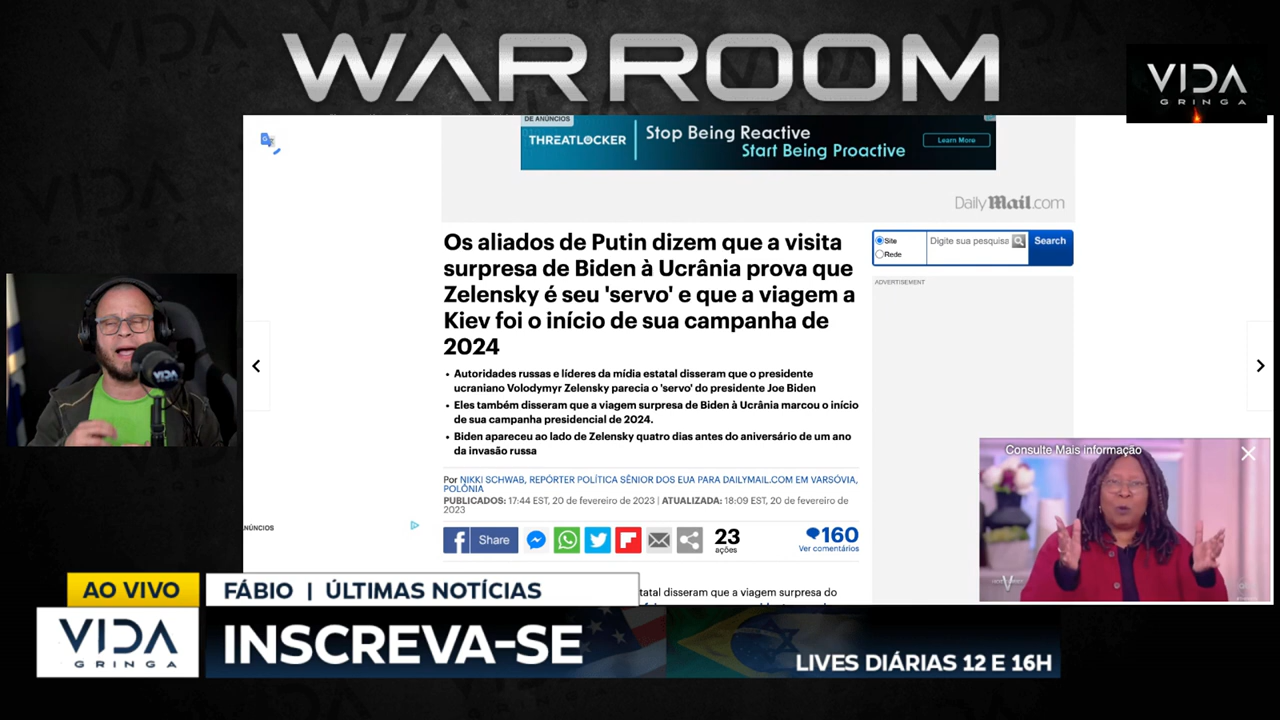 WAR ROOM
VIDA
GRINGA
DE ANÚNCIOS
THREATLOCKER
Stop Being Reactive
Start Being Proactive
Learn More
DailyMail.com
Os aliados de Putin dizem que a visita
surpresa de Biden à Ucrânia prova que
Zelensky é seu 'servo' e que a viagem a
Kiev foi o início de sua campanha de
2024
Site
Rede
Digite sua pesquisa
Search
ADVERTISEMENT
• Autoridades russas e líderes da mídia estatal disseram que o presidente
ucraniano Volodymyr Zelensky parecia o 'servo' do presidente Joe Biden
• Eles também disseram que a viagem surpresa de Biden à Ucrânia marcou o início
de sua campanha presidencial de 2024.
• Biden apareceu ao lado de Zelensky quatro dias antes do aniversário de um ano
da invasão russa
Por NIKKI SCHWAB, REPÓRTER POLÍTICA SÊNIOR DOS EUA PARA DAILYMAIL.COM EM VARSÓVIA,
POLÔNIA
PUBLICADOS: 17:44 EST, 20 de fevereiro de 2023 | ATUALIZADA: 18:09 EST, 20 de fevereiro de
2023
Share
23
ações
160
Ver comentários
NÚNCIOS
VIDA
Consulte Mais informação
tatal disseram que a viagem surpresa do
AO VIVO
FÁBIO | ÚLTIMAS NOTÍCIAS
VIDA
GRINGA
INSCREVA-SE
LIVES DIÁRIAS 12 E 16H